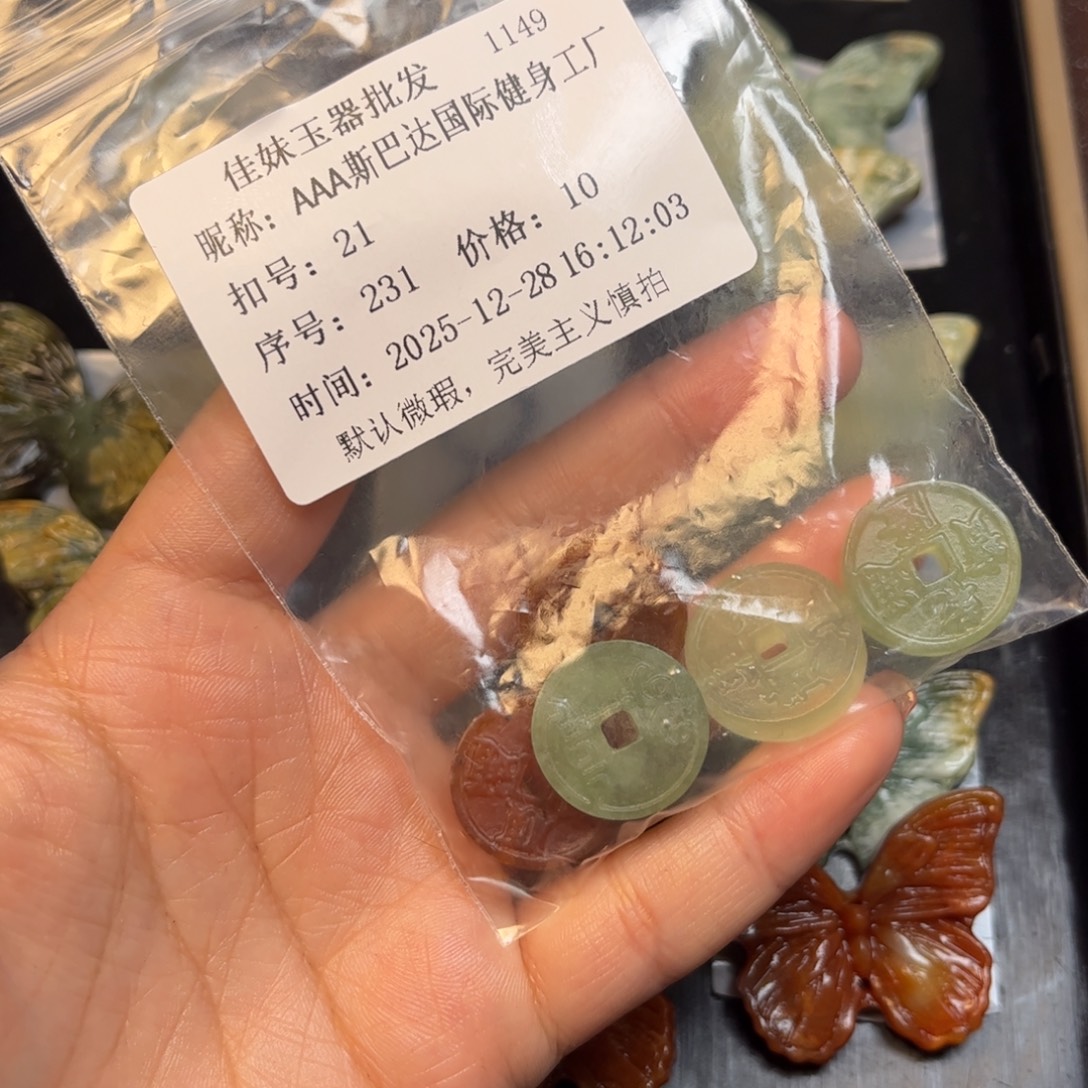 1149
佳妹玉器批发
昵称：AAA斯巴达国际健身工厂
扣号：21
序号：231 价格：10
时间：2025-12-28 16:12:03
默认微瑕，完美主义慎拍